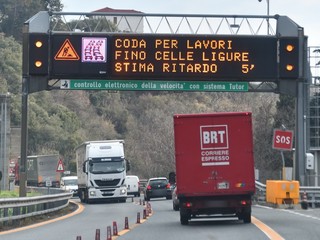 CODA PER LAVORI
FINO CELLE LIGURE
STIMA RITARDO 5'
controllo elettronico della velocita' con sistema Tutor
BRT
CORRIERE
ESPRESSO
SOS